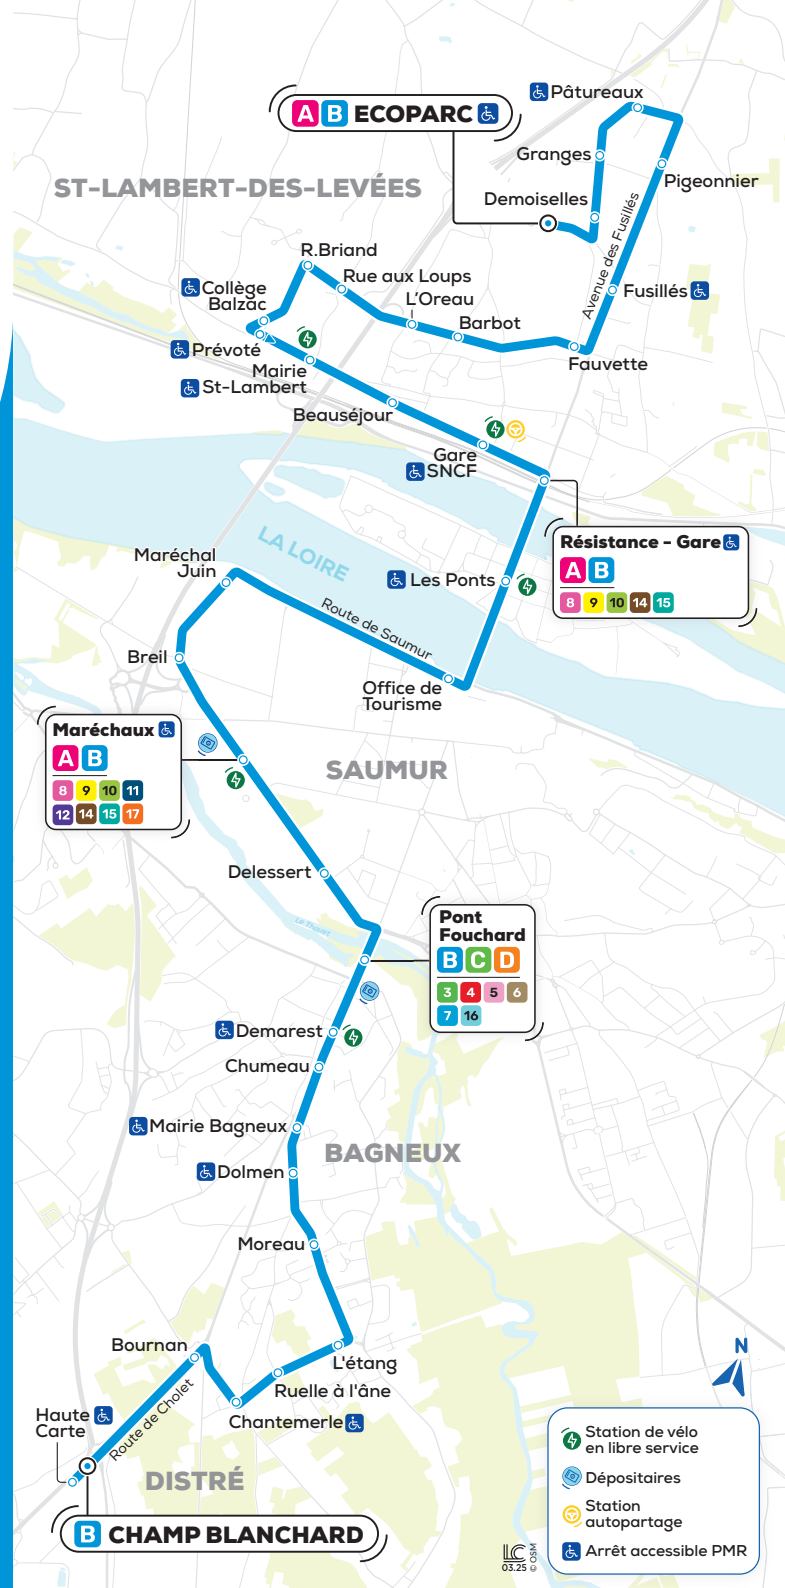 Pâtureaux
A B ECOPARC
Granges
Pigeonnier
ST-LAMBERT-DES-LEVÉES
Demoiselles
Avenue des Fusillés
R.Briand
Rue aux Loups
Collège
Balzac
L'Oreau
Fusillés
Barbot
Prévoté
Fauvette
Mairie
St-Lambert
Beauséjour
Gare
SNCF
LA LOIRE
Résistance - Gare
A B
8 9 10 14 15
Maréchal
Juin
Les Ponts
Route de Saumur
Breil
Office de
Tourisme
Maréchaux
A B
8 9 10 11
12 14 15 17
SAUMUR
Delessert
Le Thouet
Pont
Fouchard
B C D
3 4 5 6
7 16
Demarest
Chumeau
Mairie Bagneux
BAGNEUX
Dolmen
Moreau
Bournan
L'étang
Ruelle à l'âne
Chantemerle
Haute
Carte
Route de Cholet
DISTRÉ
B CHAMP BLANCHARD
N
Station de vélo
en libre service
Dépositaires
Station
autopartage
Arrêt accessible PMR
LC
03.25 © OSM